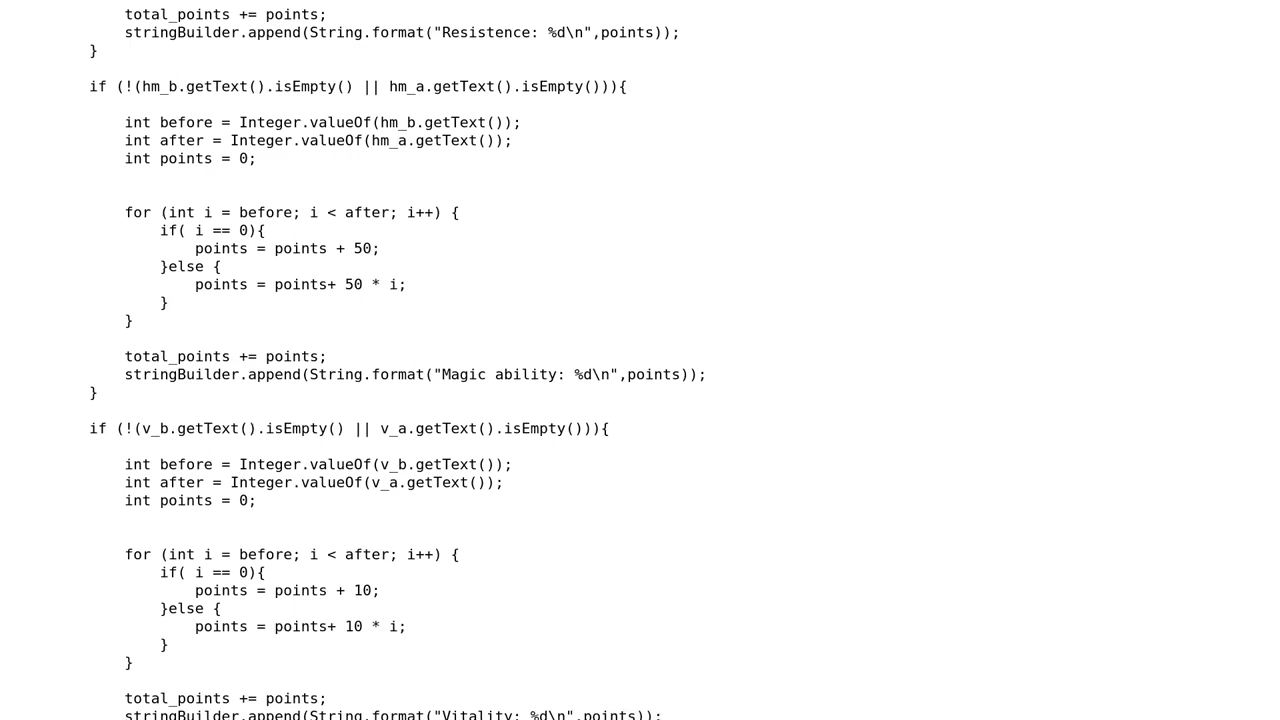 total_points += points;
stringBuilder.append(String.format("Resistence: %d\n",points));
}
if (!(hm_b.getText().isEmpty() || hm_a.getText().isEmpty())){
int before = Integer.valueOf(hm_b.getText());
int after = Integer.valueOf(hm_a.getText());
int points = 0;
for (int i = before; i < after; i++) {
if( i == 0){
points = points + 50;
}else {
points = points+ 50 * i;
}
}
total_points += points;
stringBuilder.append(String.format("Magic ability: %d\n",points));
}
if (!(v_b.getText().isEmpty() || v_a.getText().isEmpty())){
int before = Integer.valueOf(v_b.getText());
int after = Integer.valueOf(v_a.getText());
int points = 0;
for (int i = before; i < after; i++) {
if( i == 0){
points = points + 10;
}else {
points = points+ 10 * i;
}
}
total_points += points;
stringBuilder.append(String.format("Vitality: %d\n",points));